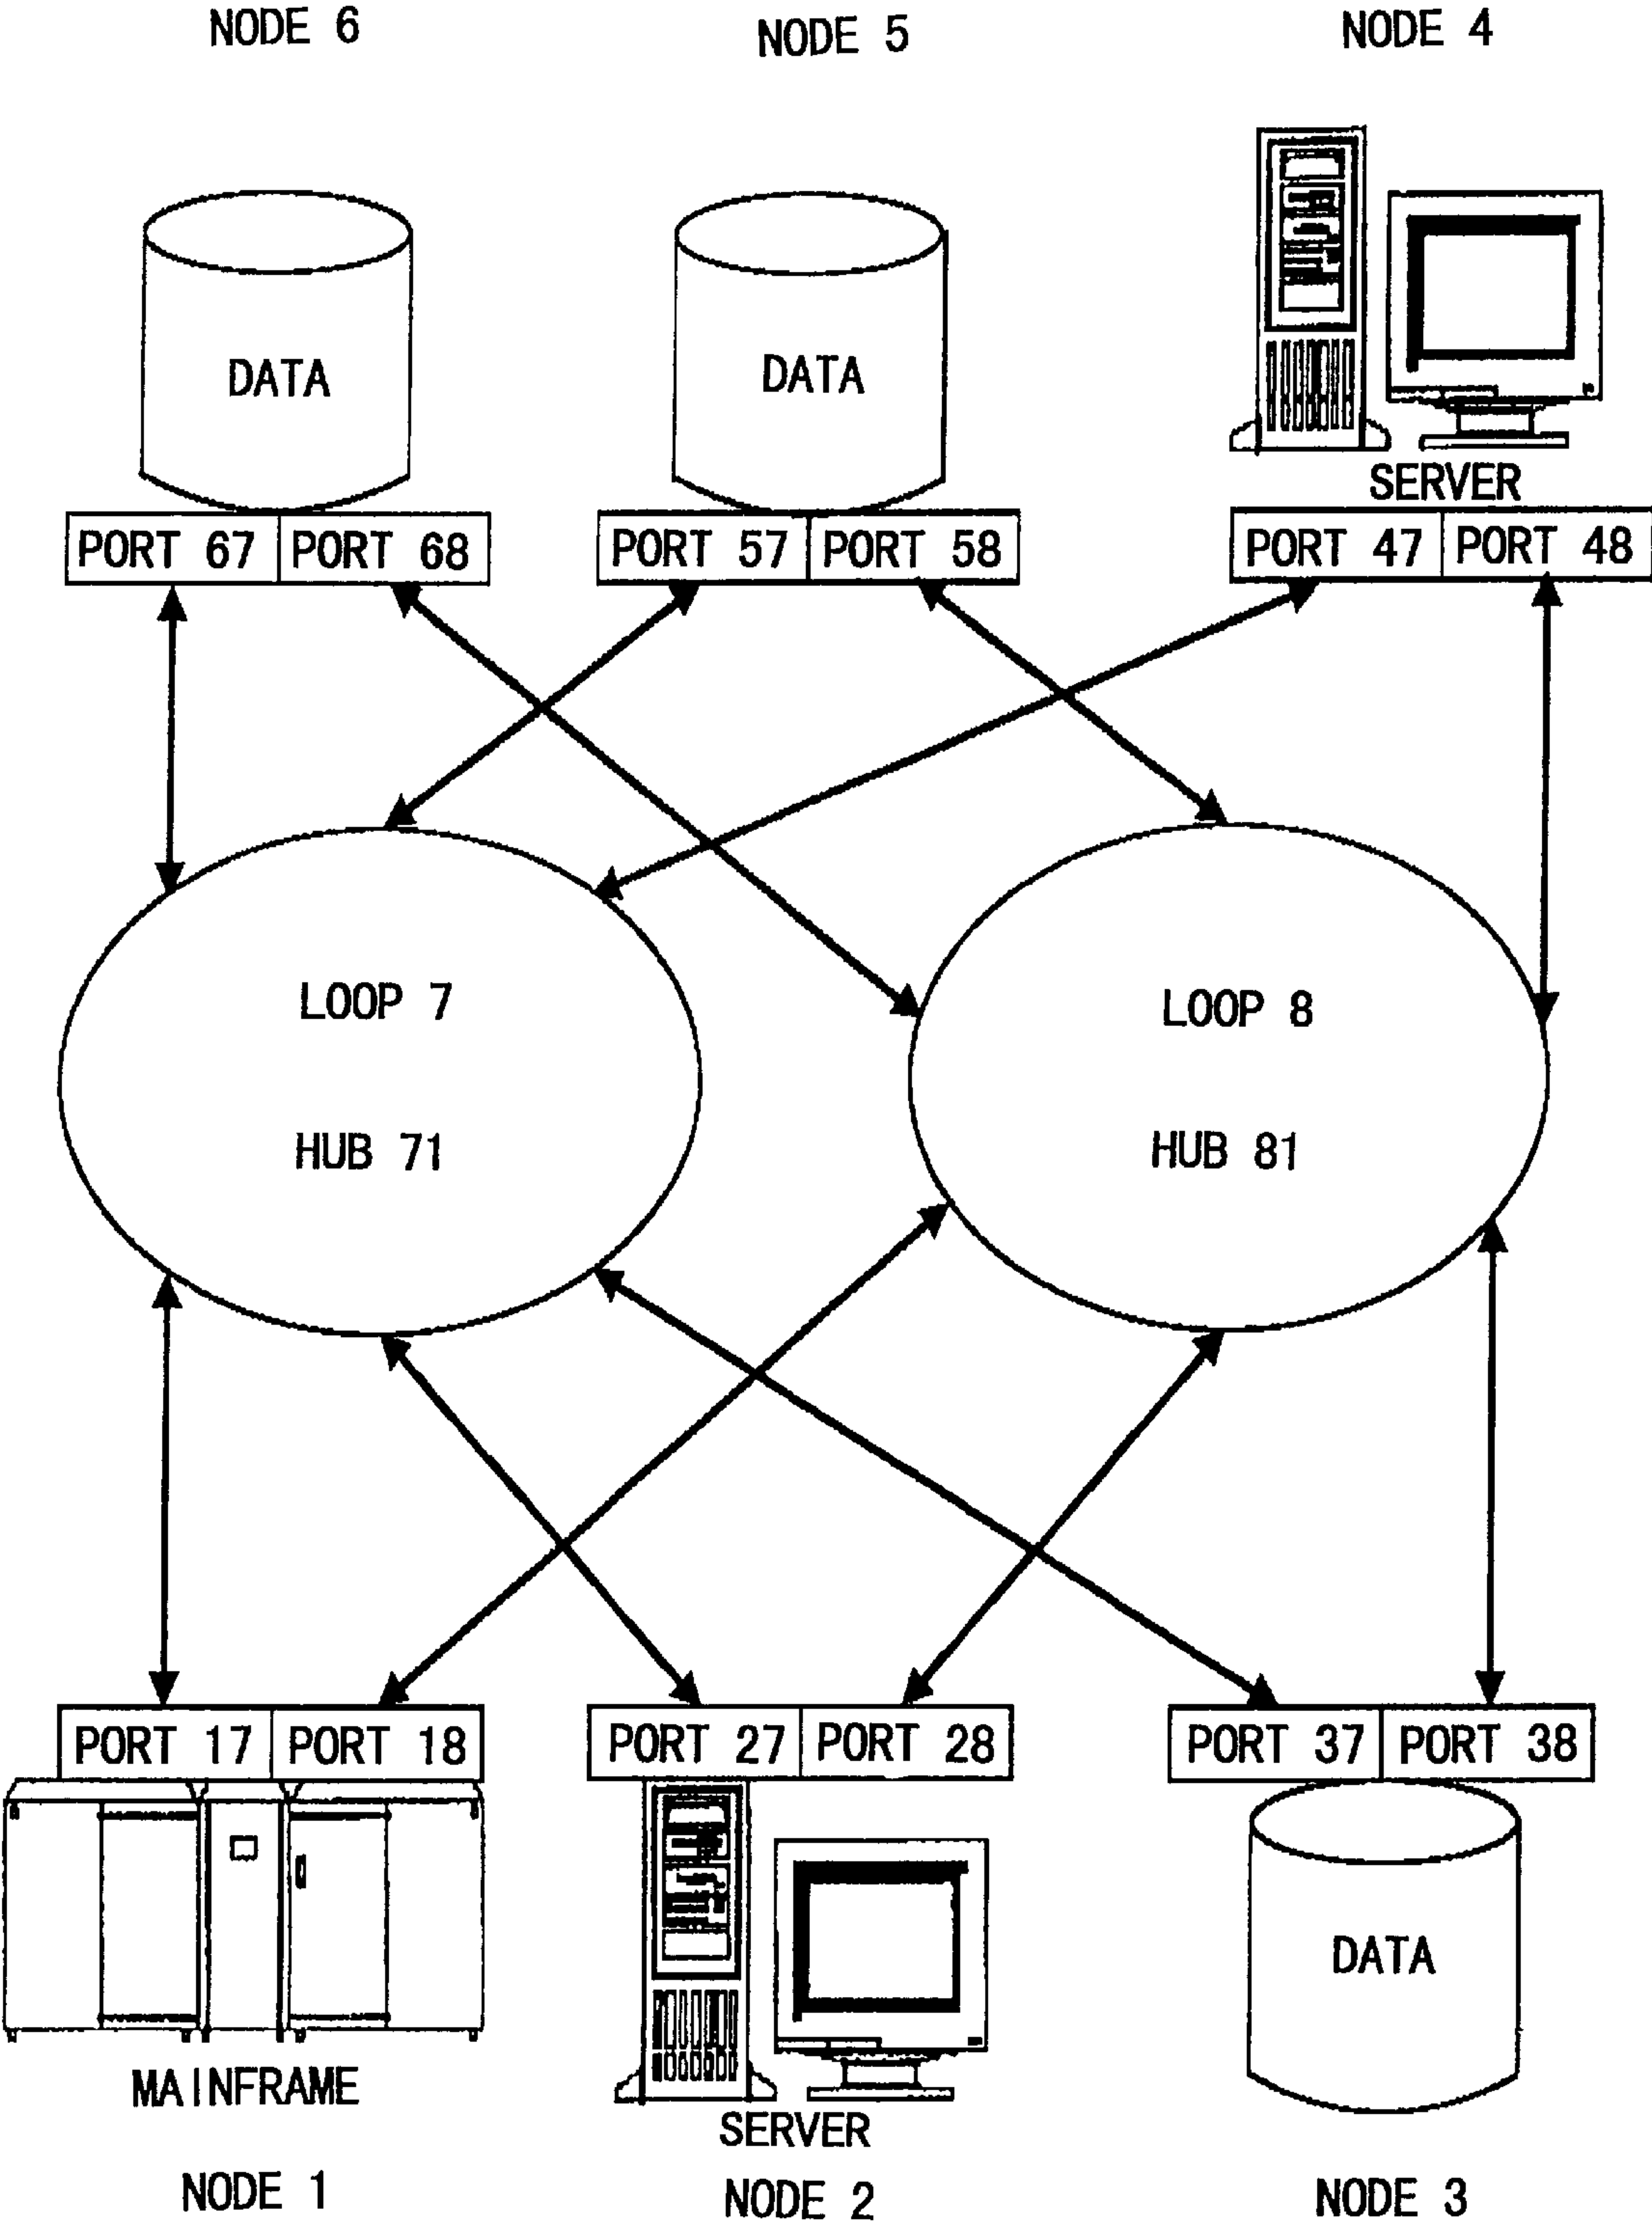 NODE 6
NODE 5
NODE 4
DATA
DATA
SERVER
PORT 67 PORT 68
PORT 57 PORT 58
PORT 47 PORT 48
LOOP 7
LOOP 8
HUB 71
HUB 81
PORT 17 PORT 18
PORT 27 PORT 28
PORT 37 PORT 38
DATA
MAINFRAME
SERVER
NODE 1
NODE 2
NODE 3